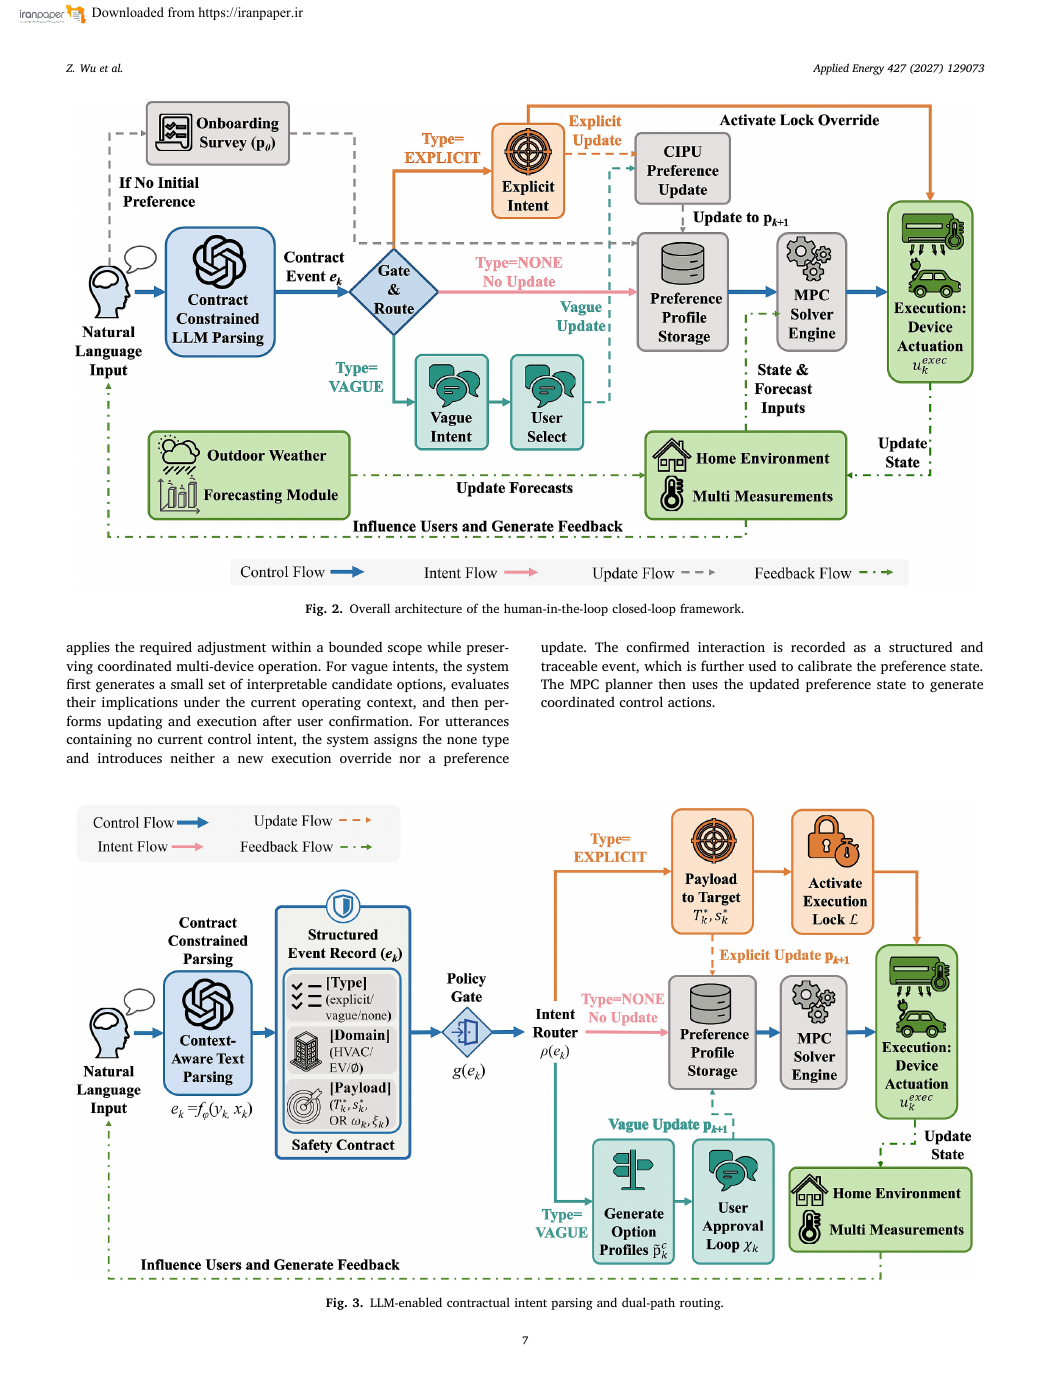 iranpaper Downloaded from https://iranpaper.ir
Z. Wu et al.
Applied Energy 427 (2027) 129073
Onboarding
Survey (p₀)
If No Initial
Preference
Natural
Language
Input
Contract
Constrained
LLM Parsing
Contract
Event eₖ
Gate
&
Route
Type=
EXPLICIT
Explicit
Intent
Explicit
Update
Activate Lock Override
CIPU
Preference
Update
Update to pₖ₊₁
Type=NONE
No Update
Vague
Update
Type=
VAGUE
Vague
Intent
User
Select
Preference
Profile
Storage
MPC
Solver
Engine
Execution:
Device
Actuation
uₖᵉˣᵉᶜ
State &
Forecast
Inputs
Update
State
Outdoor Weather
Forecasting Module
Update Forecasts
Home Environment
Multi Measurements
Influence Users and Generate Feedback
Control Flow
Intent Flow
Update Flow
Feedback Flow
Fig. 2. Overall architecture of the human-in-the-loop closed-loop framework.
applies the required adjustment within a bounded scope while preser-
ving coordinated multi-device operation. For vague intents, the system
first generates a small set of interpretable candidate options, evaluates
their implications under the current operating context, and then per-
forms updating and execution after user confirmation. For utterances
containing no current control intent, the system assigns the none type
and introduces neither a new execution override nor a preference
update. The confirmed interaction is recorded as a structured and
traceable event, which is further used to calibrate the preference state.
The MPC planner then uses the updated preference state to generate
coordinated control actions.
Control Flow
Update Flow
Intent Flow
Feedback Flow
Natural
Language
Input
Contract
Constrained
Parsing
Context-
Aware Text
Parsing
eₖ =fφ(yₖ, xₖ)
Structured
Event Record (eₖ)
[Type]
(explicit/
vague/none)
[Domain]
(HVAC/
EV/∅)
[Payload]
(Tₖ*, sₖ*,
OR ωₖ, ξₖ)
Safety Contract
Policy
Gate
g(eₖ)
Intent
Router
ρ(eₖ)
Type=
EXPLICIT
Payload
to Target
Tₖ*, sₖ*
Activate
Execution
Lock ℒ
Explicit Update pₖ₊₁
Type=NONE
No Update
Preference
Profile
Storage
MPC
Solver
Engine
Execution:
Device
Actuation
uₖᵉˣᵉᶜ
Vague Update pₖ₊₁
Type=
VAGUE
Generate
Option
Profiles p̃ₖᶜ
User
Approval
Loop χₖ
Update
State
Home Environment
Multi Measurements
Influence Users and Generate Feedback
Fig. 3. LLM-enabled contractual intent parsing and dual-path routing.
7